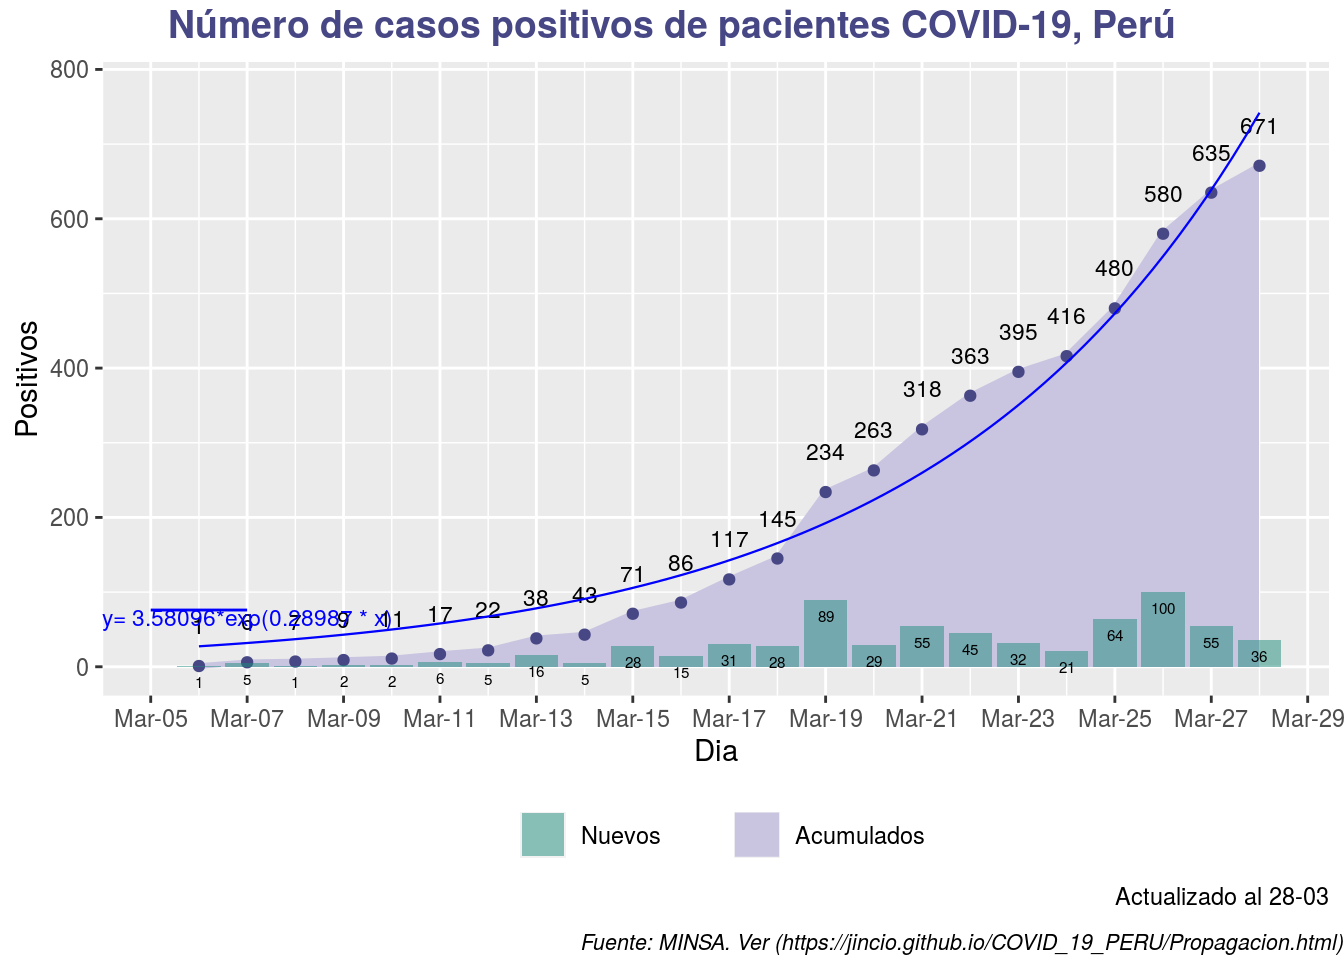 Número de casos positivos de pacientes COVID-19, Perú
800
600
400
200
0
Positivos
1 6 7 9 11 17 22 38 43 71 86 117 145 234 263 318 363 395 416 480 580 635 671
y= 3.58096*exp(0.28987 * x)
1 5 1 2 2 6 5 16 5 28 15 31 28 89 29 55 45 32 21 64 100 55 36
Mar-05 Mar-07 Mar-09 Mar-11 Mar-13 Mar-15 Mar-17 Mar-19 Mar-21 Mar-23 Mar-25 Mar-27 Mar-29
Dia
Nuevos Acumulados
Actualizado al 28-03
Fuente: MINSA. Ver (https://jincio.github.io/COVID_19_PERU/Propagacion.html)